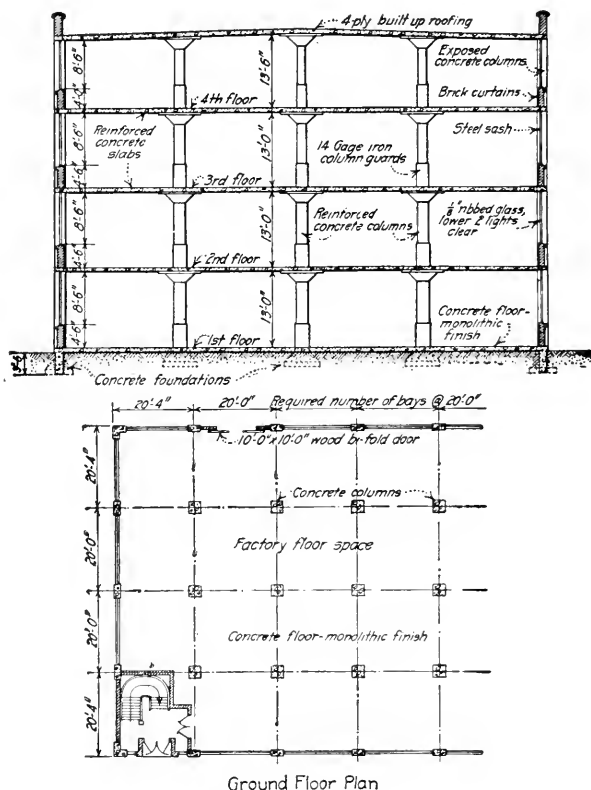 4-ply built up roofing
8'-6"
13'-6"
Exposed
concrete columns
4'-6"
4th floor
Brick curtains
8'-6"
Reinforced
concrete
slabs
13'-0"
14 Gage iron
column guards
Steel sash
4'-6"
3rd floor
8'-6"
13'-0"
Reinforced
concrete columns
1/8" ribbed glass,
lower 2 lights
clear
4'-6"
2nd floor
8'-6"
13'-0"
Concrete floor-
monolithic
finish
4'-6"
1st floor
Concrete foundations
20'-4" 20'-0" Required number of bays @ 20'-0"
10'-0" x 10'-0" wood bi-fold door
20'-4"
Concrete columns
20'-0"
Factory floor space
20'-0"
Concrete floor-monolithic finish
20'-4"
Ground Floor Plan